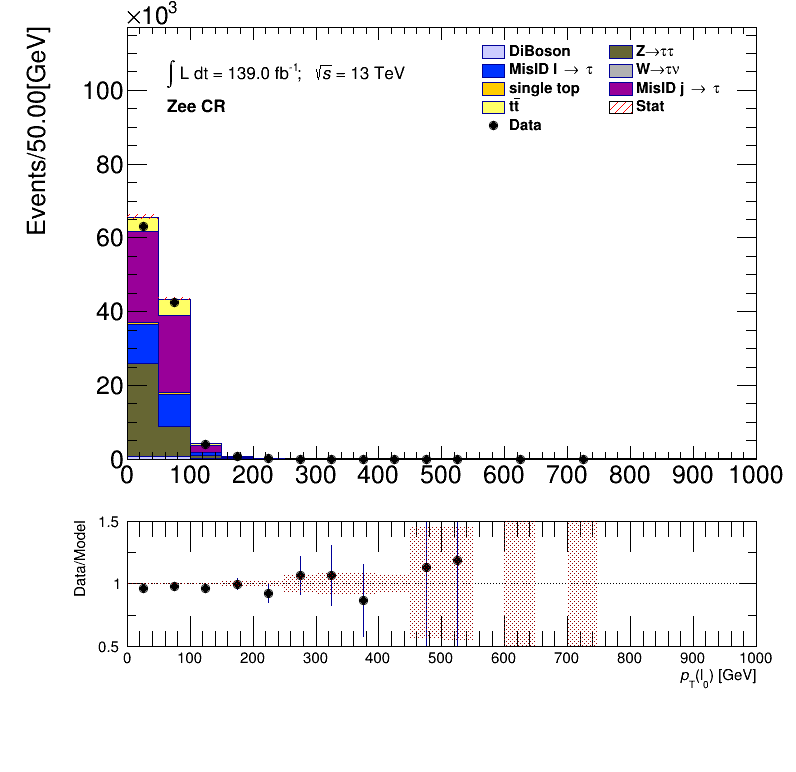 ×10³
Events/50.00[GeV]
100
80
60
40
20
0
∫ L dt = 139.0 fb⁻¹; √s = 13 TeV
Zee CR
DiBoson
Z→ττ
MisID l → τ
W→τν
single top
MisID j → τ
tt̄
Stat
Data
0 100 200 300 400 500 600 700 800 900 1000
Data/Model
1.5
1
0.5
0 100 200 300 400 500 600 700 800 900 1000
p_T(l_0) [GeV]